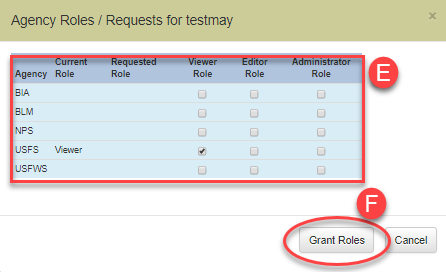 Agency Roles / Requests for testmay ×
Agency Current Role Requested Role Viewer Role Editor Role Administrator Role
E
BIA
BLM
NPS
USFS Viewer
USFWS
F
Grant Roles Cancel